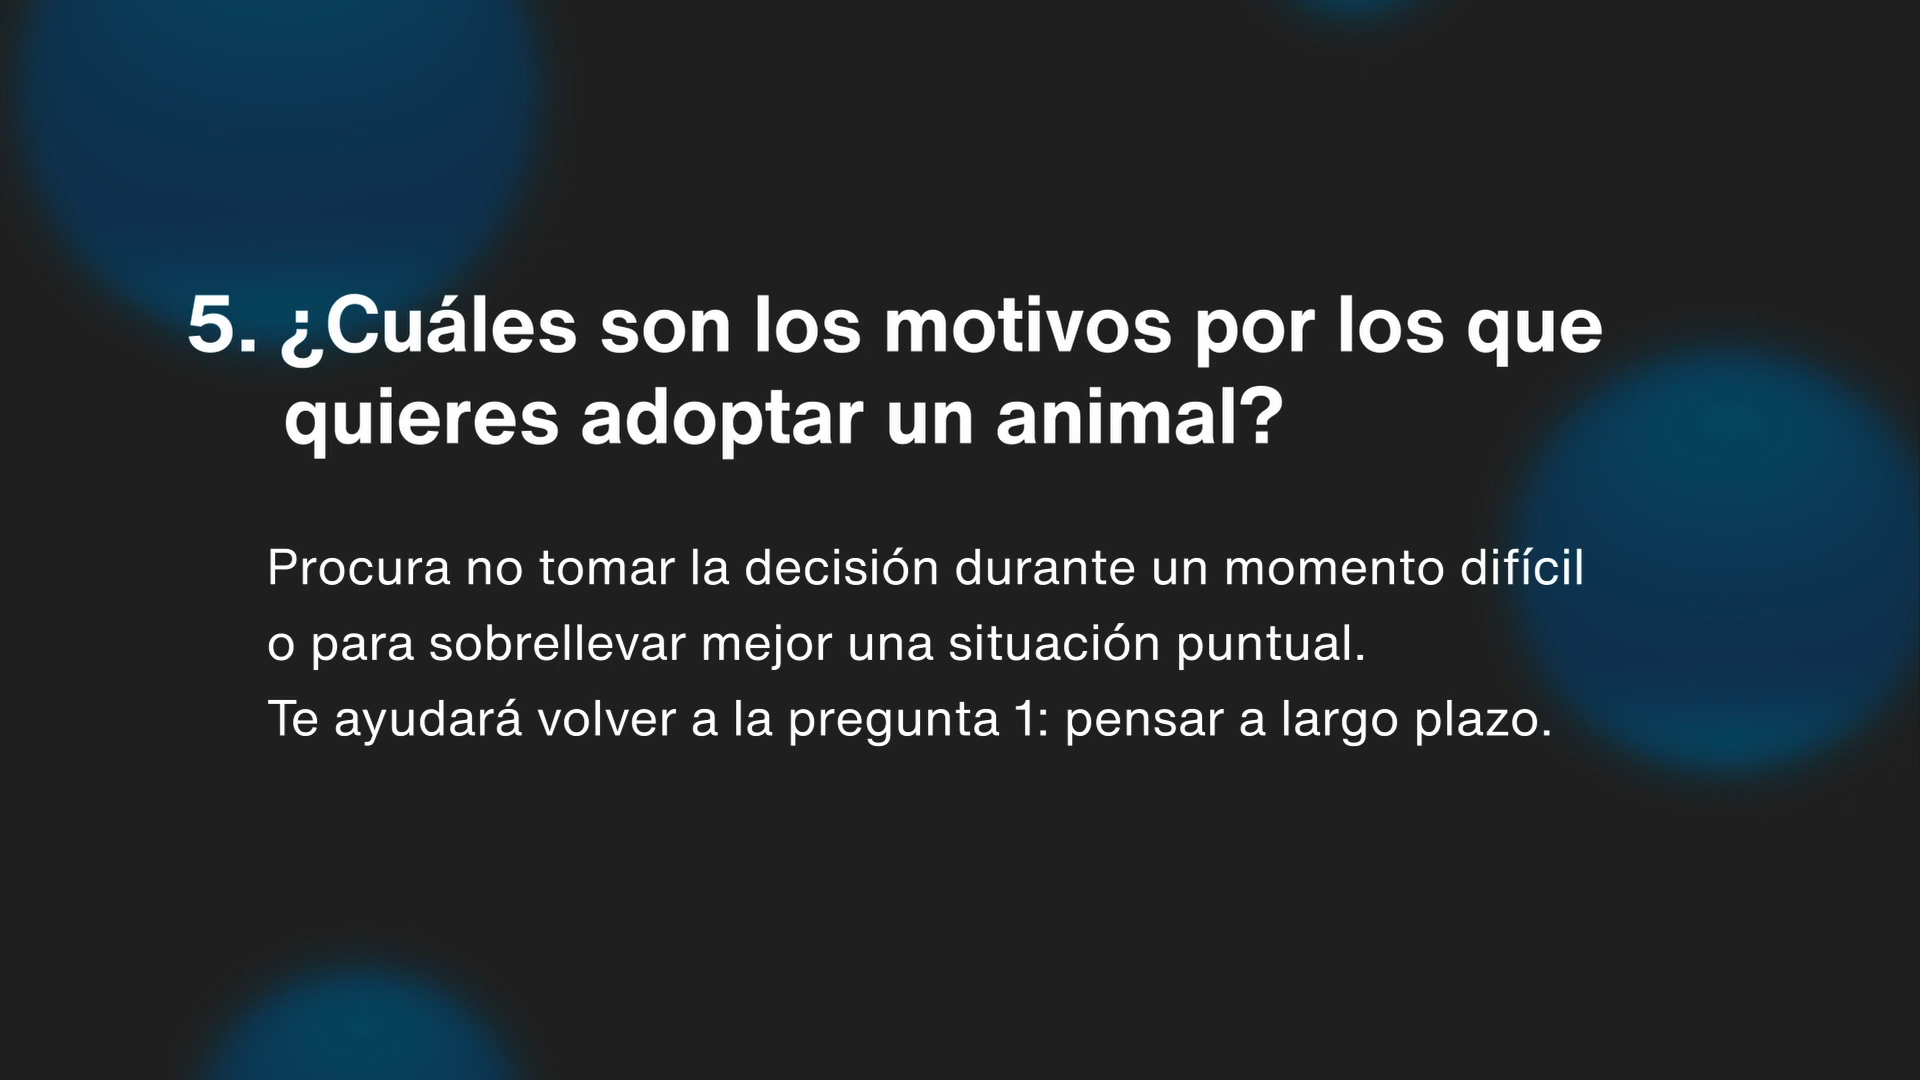 5. ¿Cuáles son los motivos por los que
quieres adoptar un animal?
Procura no tomar la decisión durante un momento difícil
o para sobrellevar mejor una situación puntual.
Te ayudará volver a la pregunta 1: pensar a largo plazo.